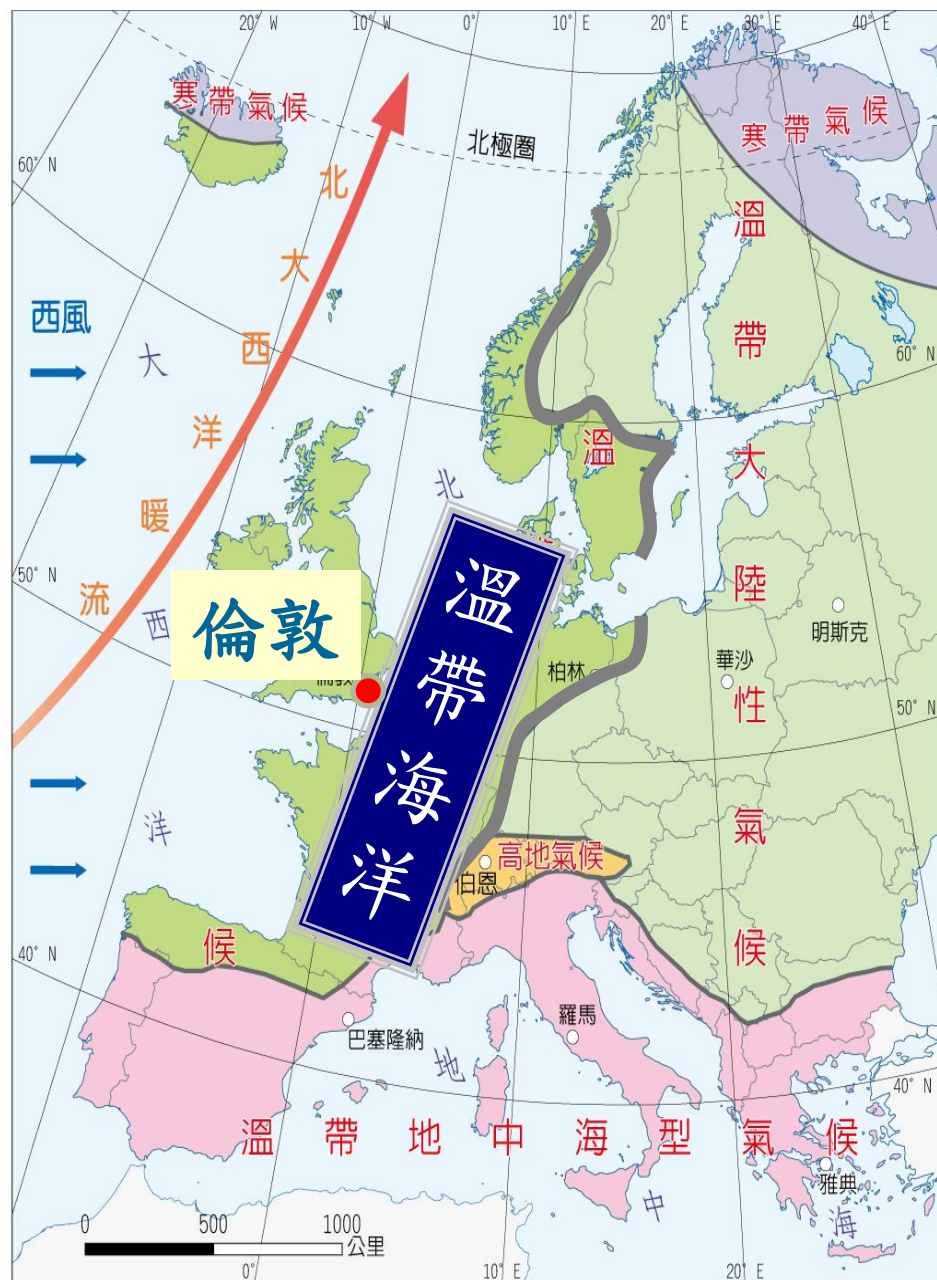 20° W
10° W
0°
10° E
20° E
30° E
40° E
寒帶氣候
60° N
北極圈
寒帶氣候
北大西洋暖流
西風
大西洋
60° N
溫帶大陸性氣候
溫
北
50° N
倫敦
溫帶海洋
柏林
華沙
明斯克
50° N
高地氣候
伯恩
候
40° N
巴塞隆納
羅馬
地中海
40° N
溫帶地中海型氣候
雅典
0 500 1000
公里
0°
10° E
20° E